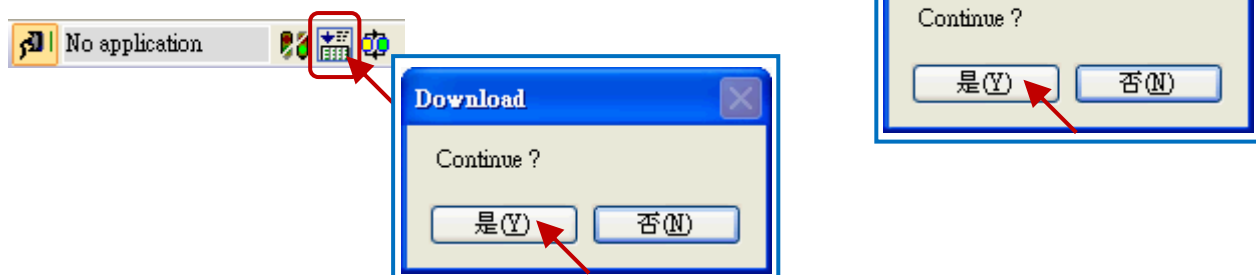 No application
Download
Continue ?
是(Y)
否(N)
Continue ?
是(Y)
否(N)